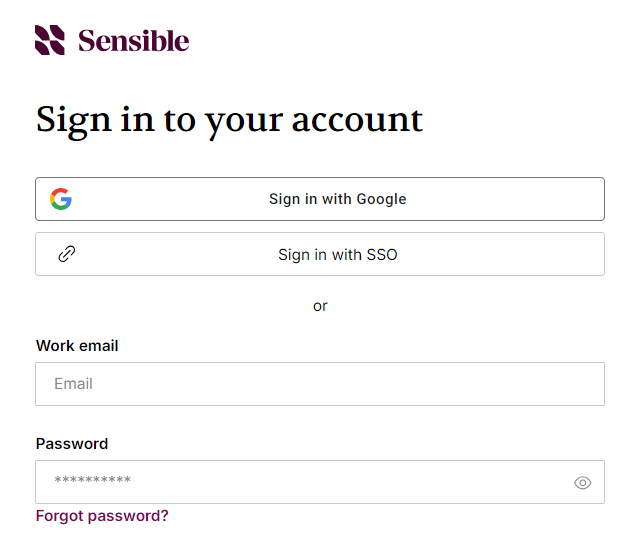 Sensible
Sign in to your account
Sign in with Google
Sign in with SSO
or
Work email
Email
Password
**********
Forgot password?